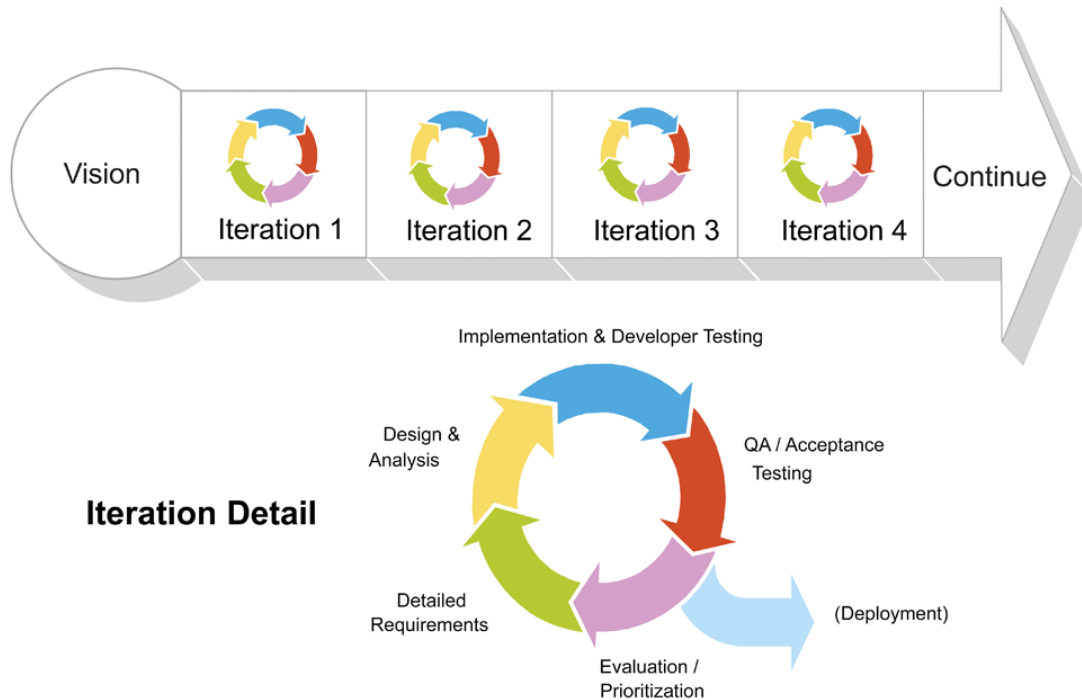 Vision
Iteration 1
Iteration 2
Iteration 3
Iteration 4
Continue
Implementation & Developer Testing
Design &
Analysis
QA / Acceptance
Testing
Iteration Detail
Detailed
Requirements
(Deployment)
Evaluation /
Prioritization